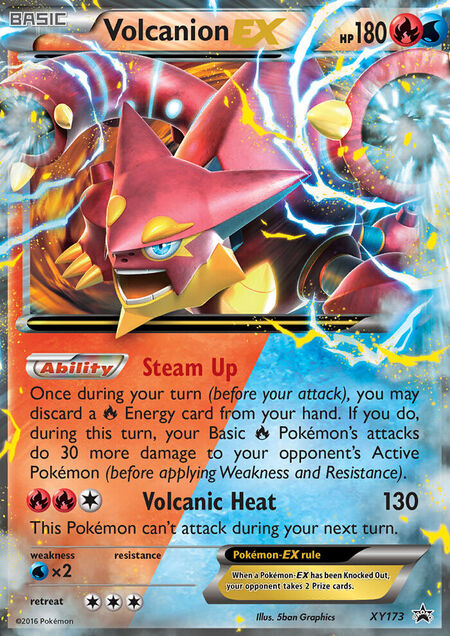 BASIC
Volcanion EX HP180
Ability Steam Up
Once during your turn (before your attack), you may
discard a Energy card from your hand. If you do,
during this turn, your Basic Pokémon's attacks
do 30 more damage to your opponent's Active
Pokémon (before applying Weakness and Resistance).
Volcanic Heat 130
This Pokémon can't attack during your next turn.
weakness resistance
×2
Pokémon-EX rule
When a Pokémon-EX has been Knocked Out,
your opponent takes 2 Prize cards.
retreat
©2016 Pokémon Illus. 5ban Graphics XY173